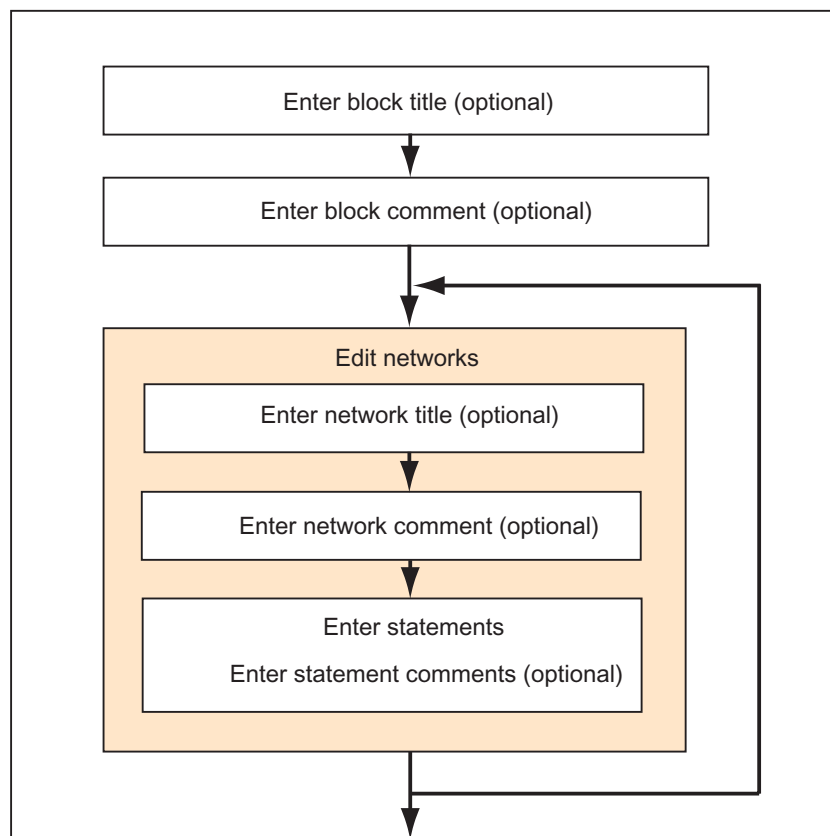 Enter block title (optional)
Enter block comment (optional)
Edit networks
Enter network title (optional)
Enter network comment (optional)
Enter statements
Enter statement comments (optional)